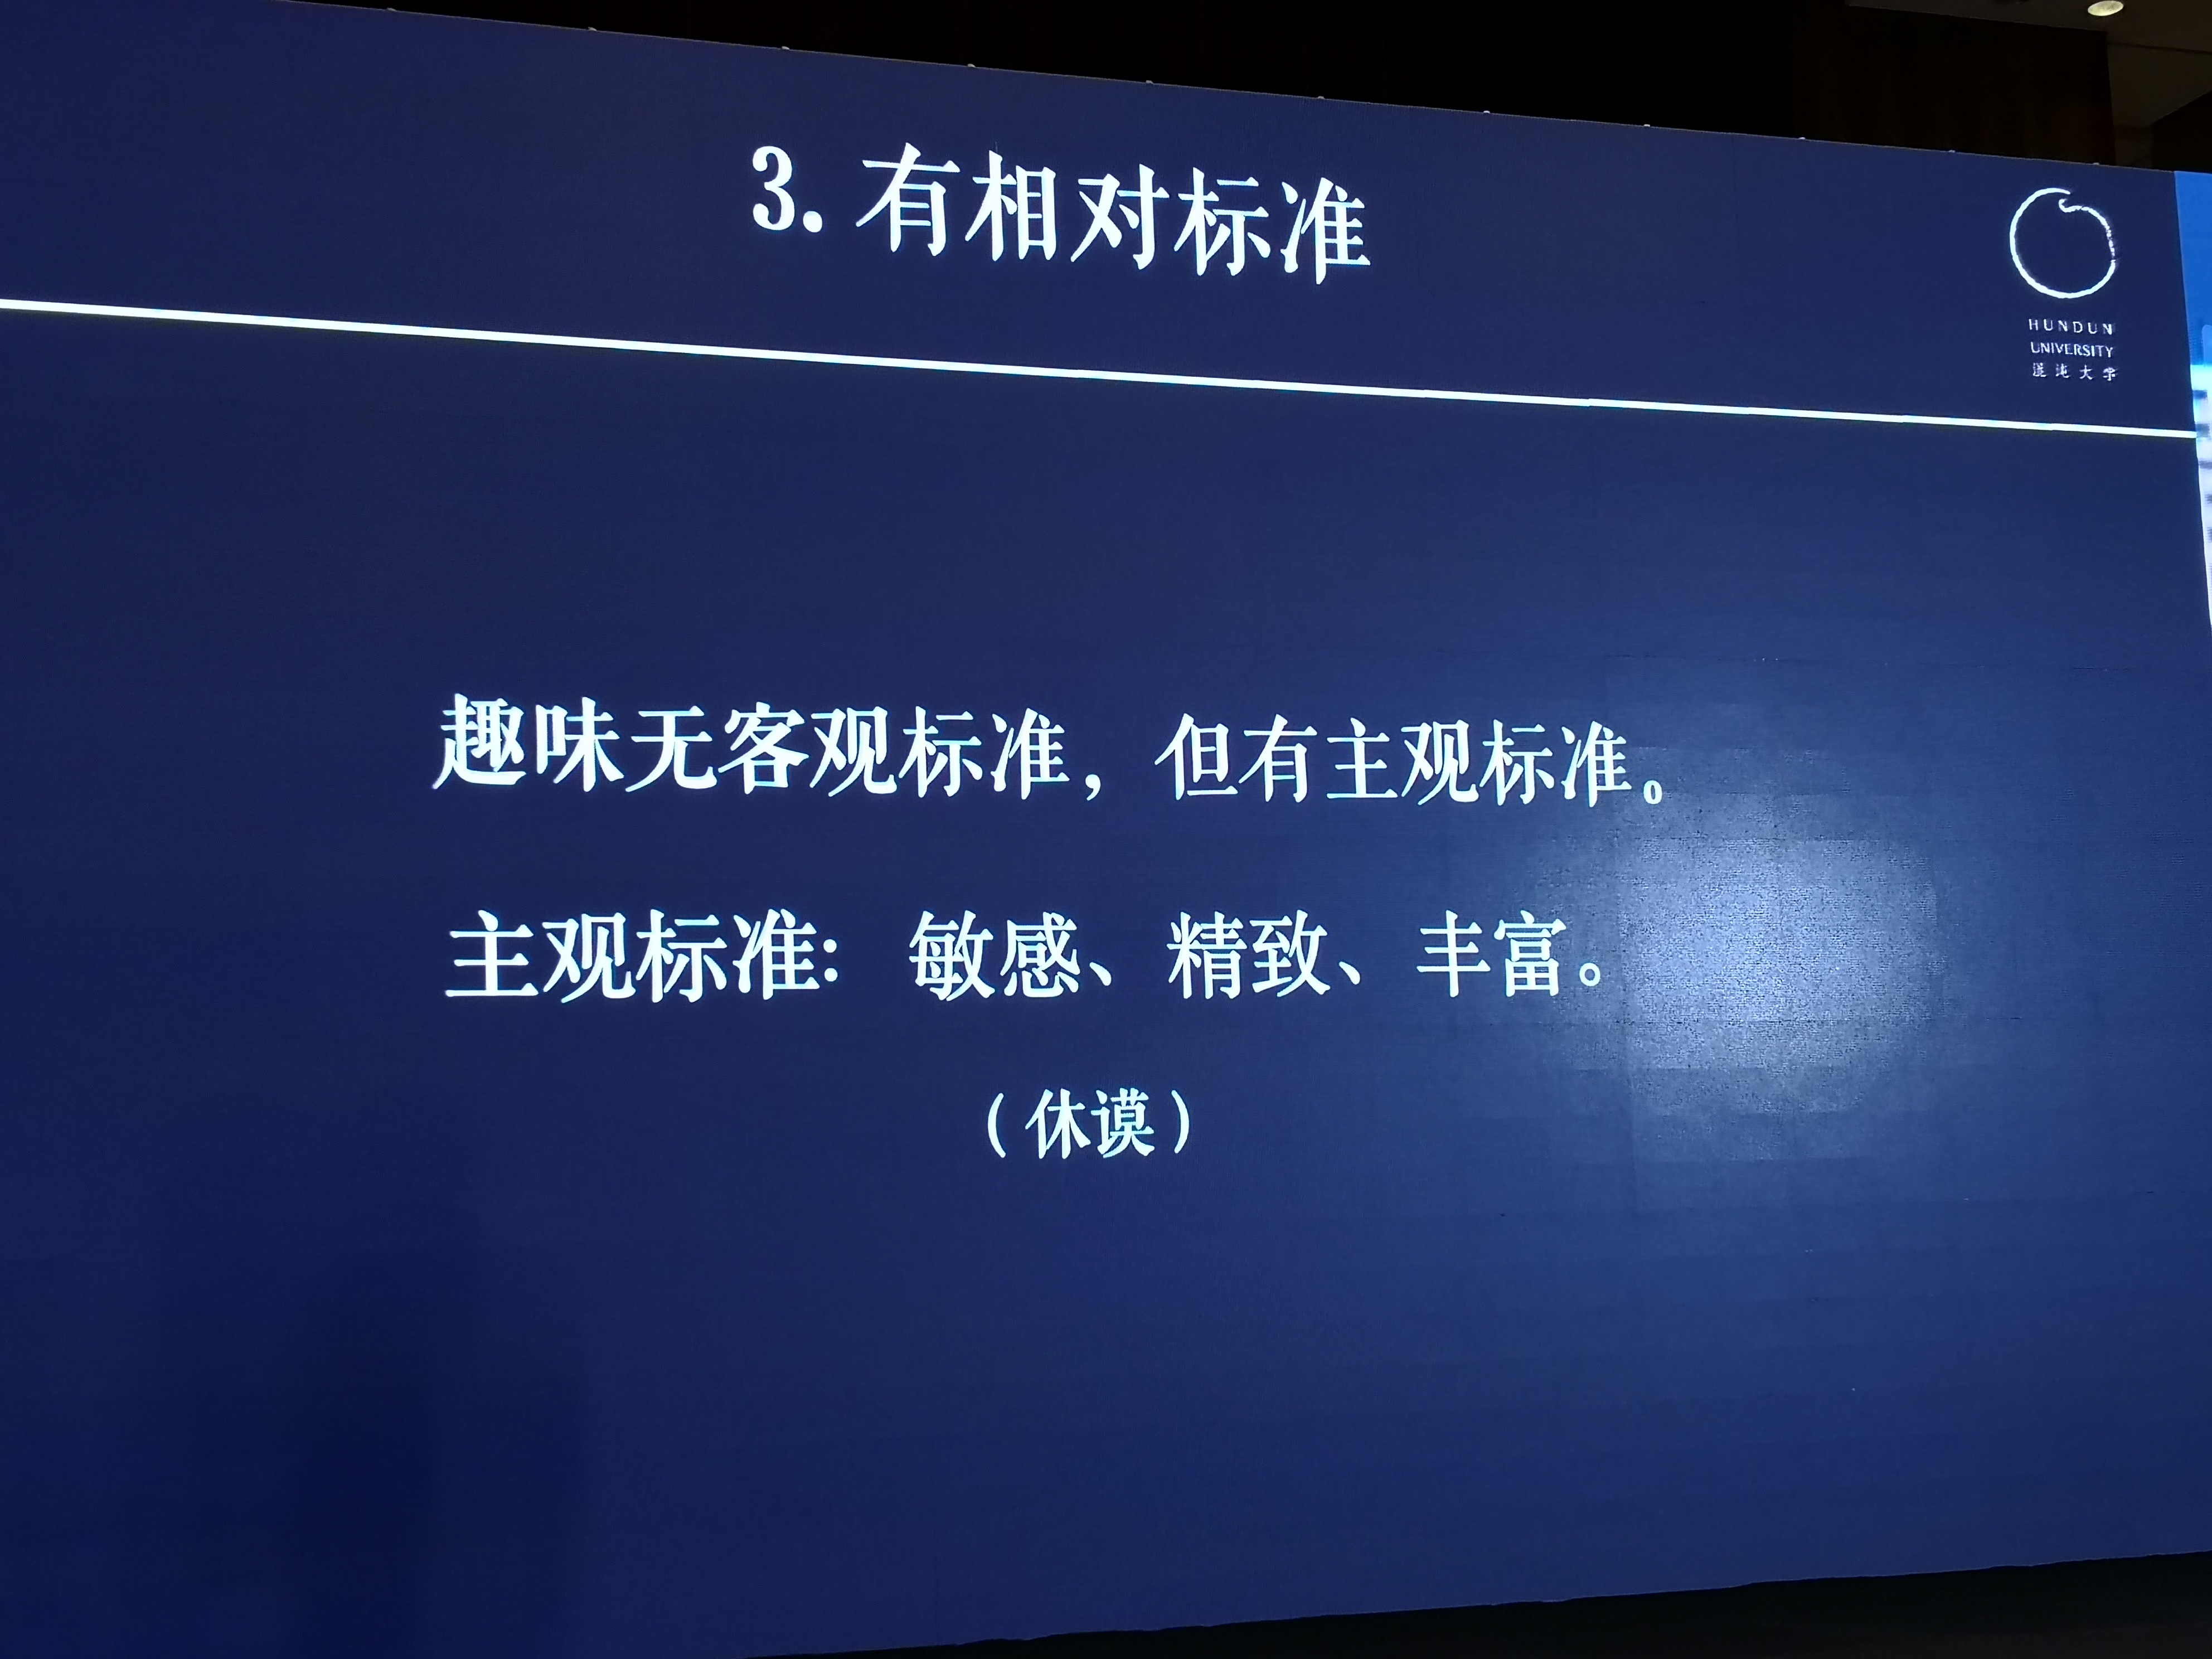 3. 有相对标准
HUNDUN
UNIVERSITY
混沌大学
趣味无客观标准，但有主观标准。
主观标准：敏感、精致、丰富。
（休谟）